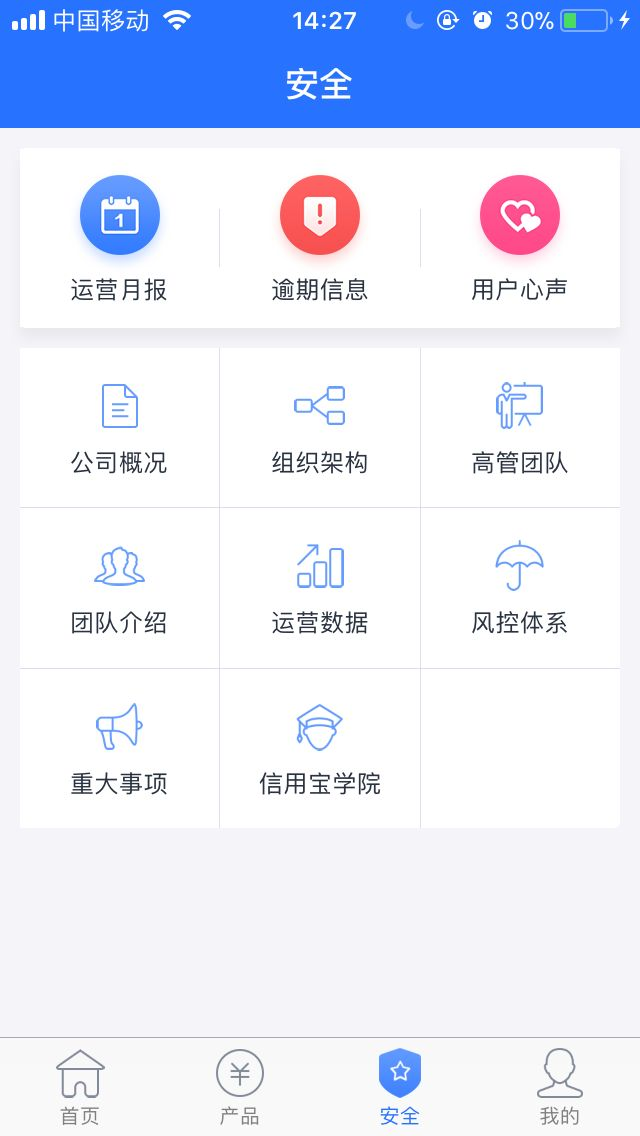 中国移动 14:27 30%
安全
1
运营月报 逾期信息 用户心声
公司概况 组织架构 高管团队
团队介绍 运营数据 风控体系
重大事项 信用宝学院
¥
首页 产品 安全 我的